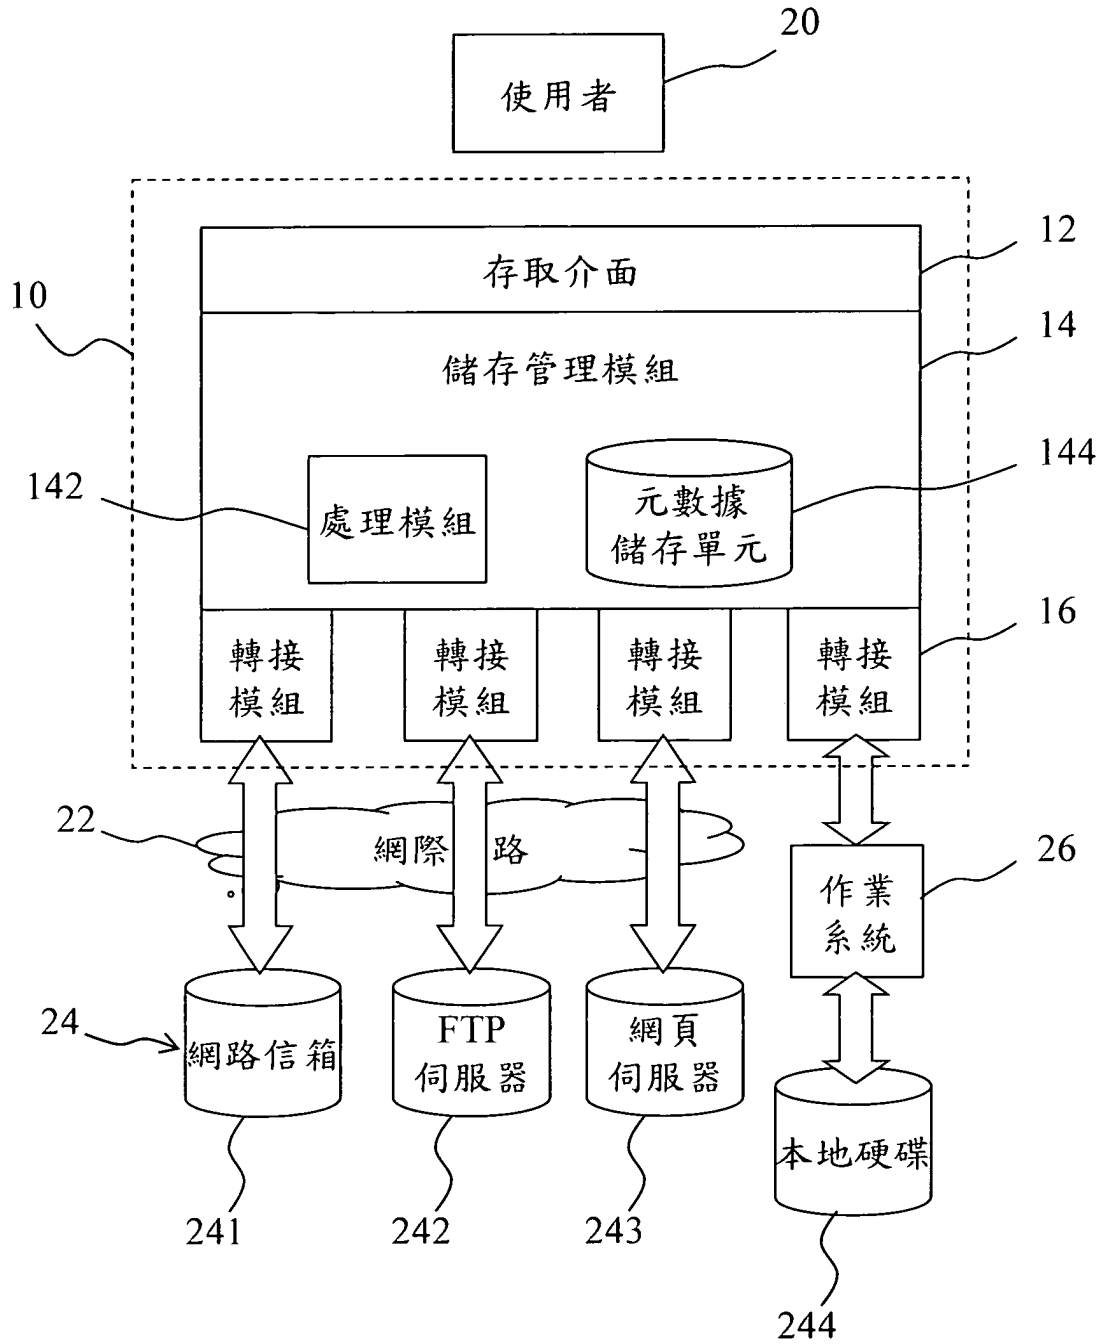 20
使用者
12
存取介面
10
14
儲存管理模組
142
處理模組
144
元數據
儲存單元
16
轉接
模組
轉接
模組
轉接
模組
轉接
模組
22
網際
路
26
作業
系統
24
網路信箱
FTP
伺服器
網頁
伺服器
本地硬碟
241
242
243
244